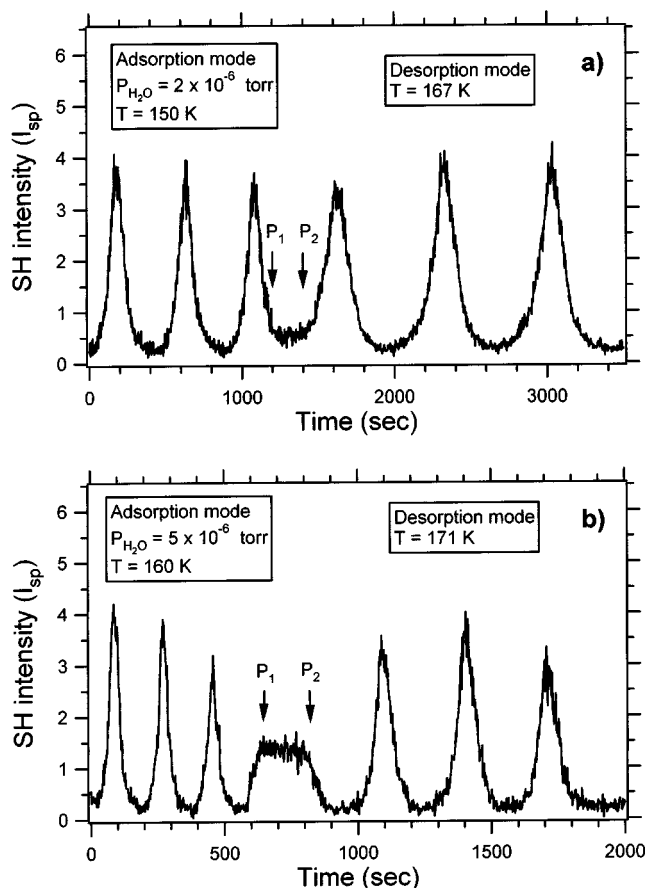 a)
Adsorption mode
P_H₂O = 2 x 10⁻⁶ torr
T = 150 K
Desorption mode
T = 167 K
SH intensity (I_sp)
6
5
4
3
2
1
0
P₁ P₂
0 1000 2000 3000
Time (sec)
b)
Adsorption mode
P_H₂O = 5 x 10⁻⁶ torr
T = 160 K
Desorption mode
T = 171 K
SH intensity (I_sp)
6
5
4
3
2
1
0
P₁ P₂
0 500 1000 1500 2000
Time (sec)